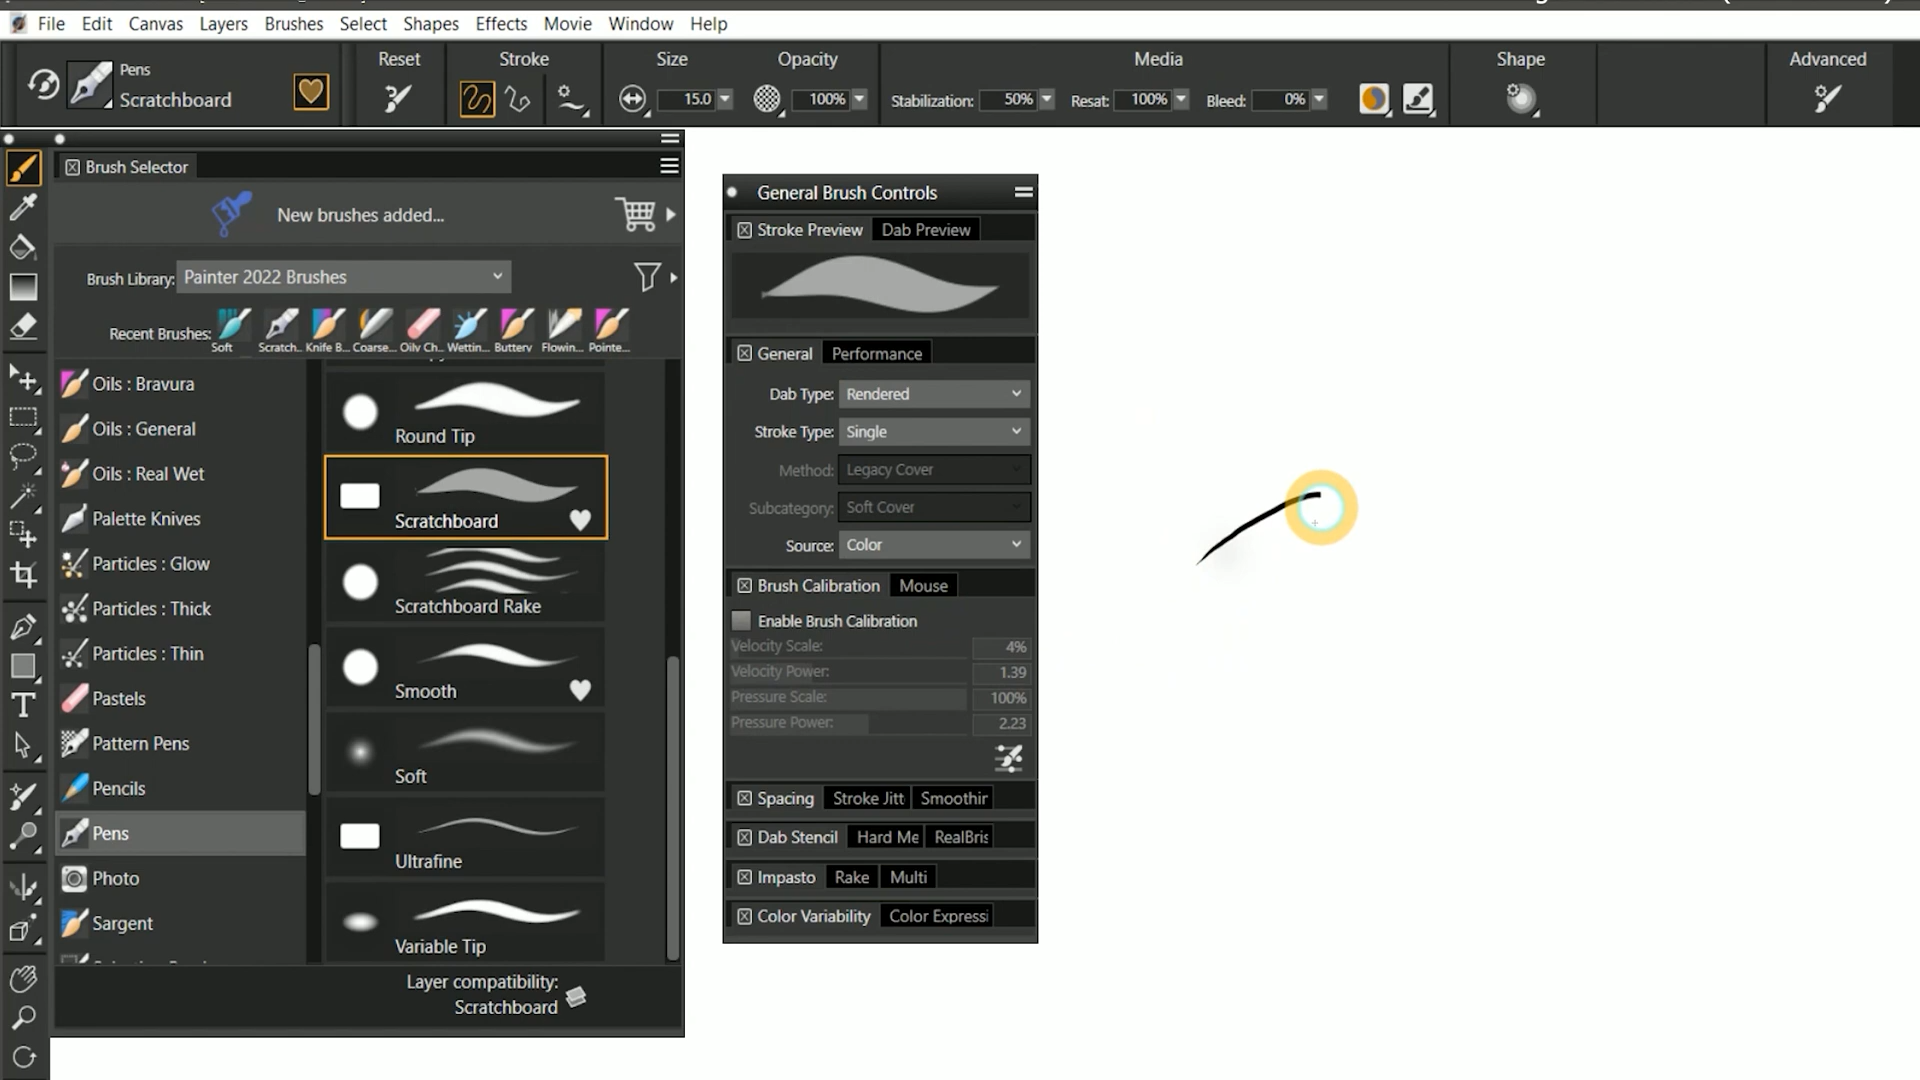 File Edit Canvas Layers Brushes Select Shapes Effects Movie Window Help
Pens
Scratchboard
Reset
Stroke
Size
15.0
Opacity
100%
Media
Stabilization: 50% Resat: 100% Bleed: 0%
Shape
Advanced
Brush Selector
New brushes added...
Brush Library: Painter 2022 Brushes
Recent Brushes: Soft Scratch.. Knife B... Coarse... Oily Ch.. Wettin... Buttery Flowin... Pointe...
Oils : Bravura
Oils : General
Oils : Real Wet
Palette Knives
Particles : Glow
Particles : Thick
Particles : Thin
Pastels
Pattern Pens
Pencils
Pens
Photo
Sargent
Round Tip
Scratchboard
Scratchboard Rake
Smooth
Soft
Ultrafine
Variable Tip
Layer compatibility:
Scratchboard
General Brush Controls
Stroke Preview Dab Preview
General Performance
Dab Type: Rendered
Stroke Type: Single
Method: Legacy Cover
Subcategory: Soft Cover
Source: Color
Brush Calibration Mouse
Enable Brush Calibration
Velocity Scale: 4%
Velocity Power: 1.39
Pressure Scale: 100%
Pressure Power: 2.23
Spacing Stroke Jitt Smoothir
Dab Stencil Hard Me RealBris
Impasto Rake Multi
Color Variability Color Expressi